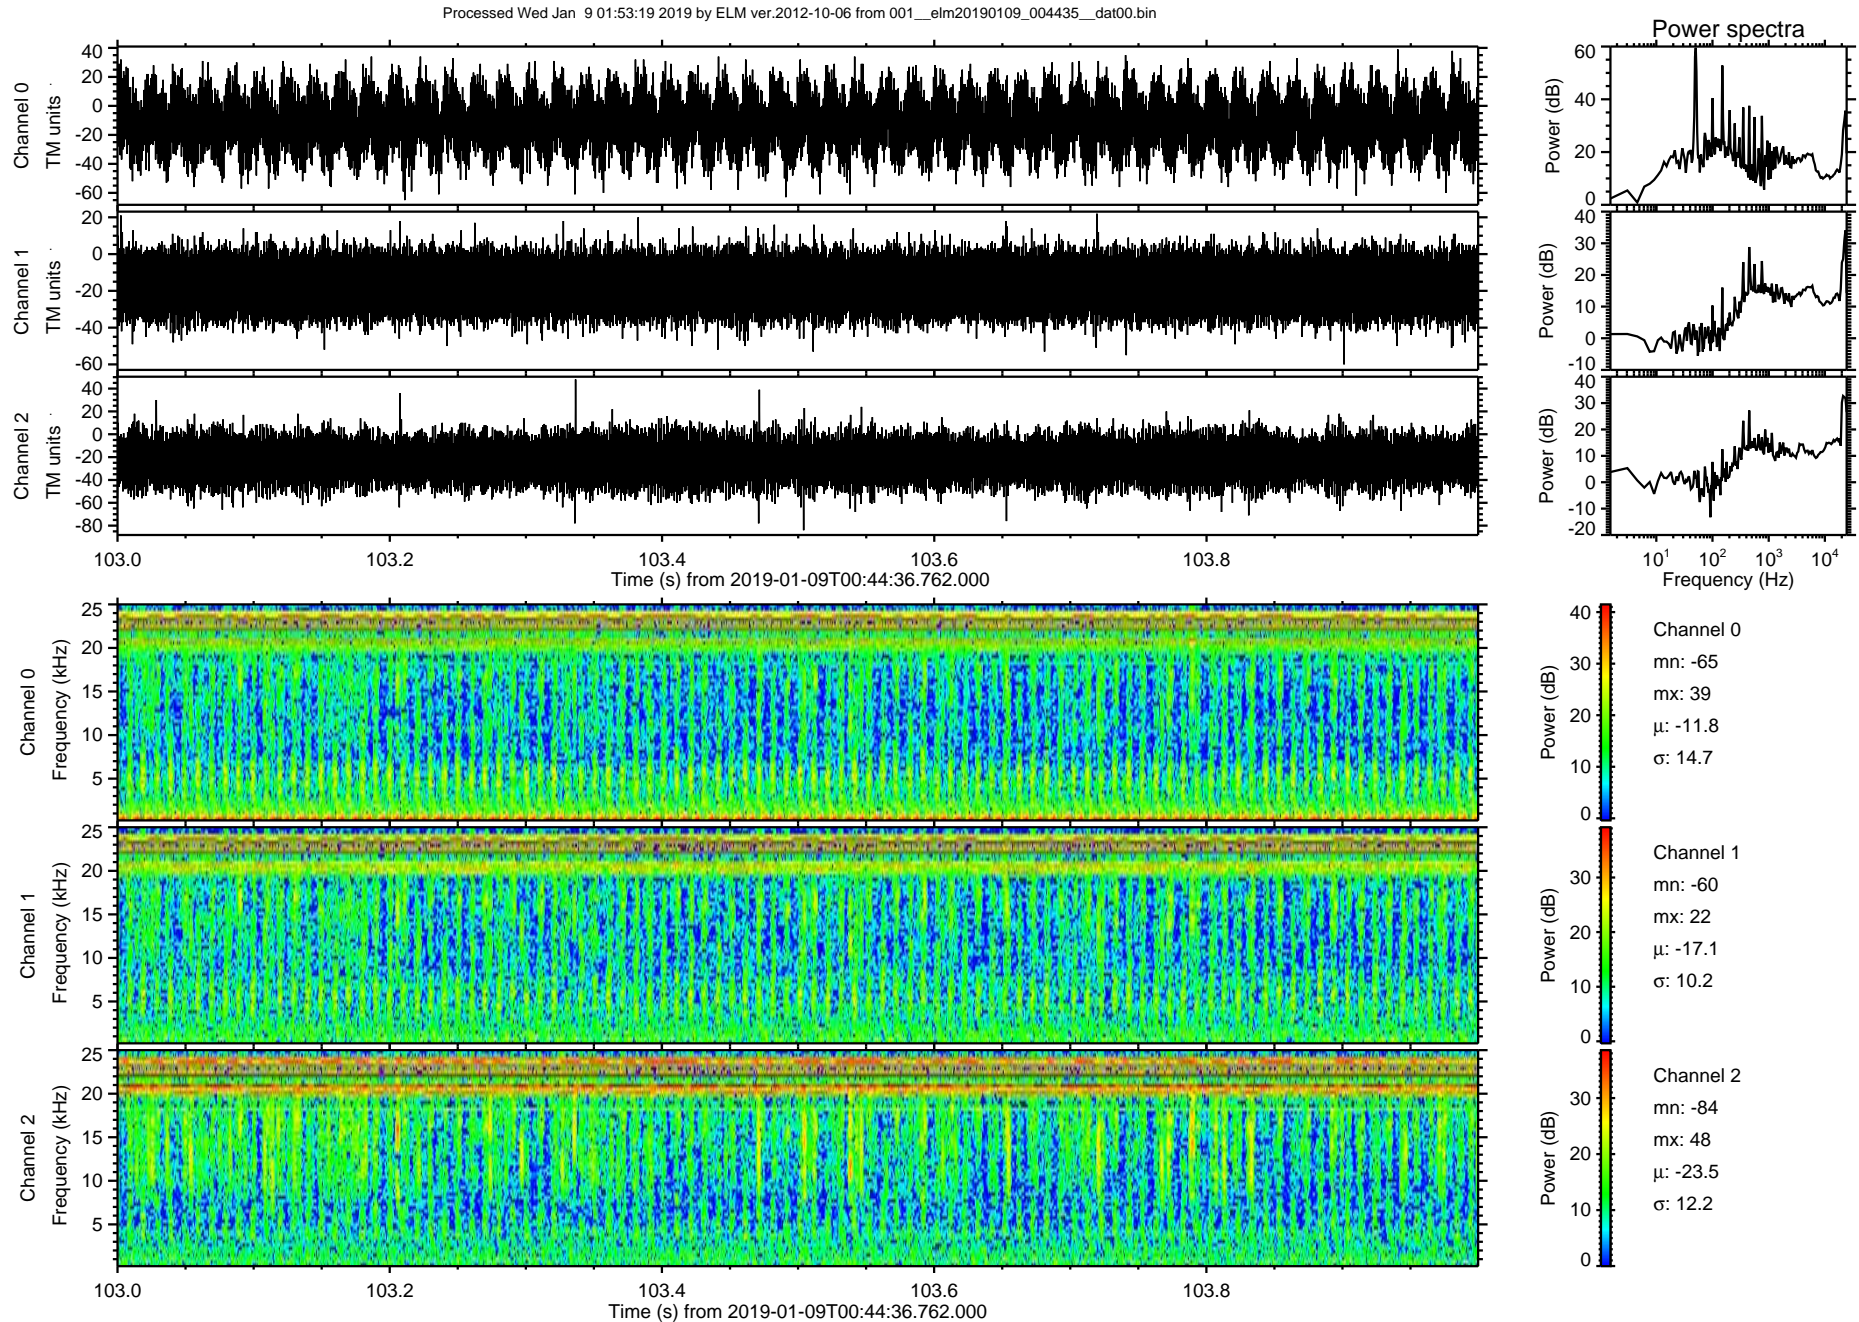 Processed Wed Jan  9 01:53:19 2019 by ELM ver.2012-10-06 from 001__elm20190109_004435__dat00.bin
Power spectra
Channel 0
TM units
40
20
0
-20
-40
-60
Power (dB)
60
40
20
0
Channel 1
TM units
20
0
-20
-40
-60
Power (dB)
40
30
20
10
0
-10
Channel 2
TM units
40
20
0
-20
-40
-60
-80
Power (dB)
40
30
20
10
0
-10
-20
103.0 103.2 103.4 103.6 103.8
Time (s) from 2019-01-09T00:44:36.762.000
10^1 10^2 10^3 10^4
Frequency (Hz)
Channel 0
Frequency (kHz)
25
20
15
10
5
Power (dB)
40
30
20
10
0
Channel 0
mn: -65
mx: 39
μ: -11.8
σ: 14.7
Channel 1
Frequency (kHz)
25
20
15
10
5
Power (dB)
30
20
10
0
Channel 1
mn: -60
mx: 22
μ: -17.1
σ: 10.2
Channel 2
Frequency (kHz)
25
20
15
10
5
Power (dB)
30
20
10
0
Channel 2
mn: -84
mx: 48
μ: -23.5
σ: 12.2
103.0 103.2 103.4 103.6 103.8
Time (s) from 2019-01-09T00:44:36.762.000